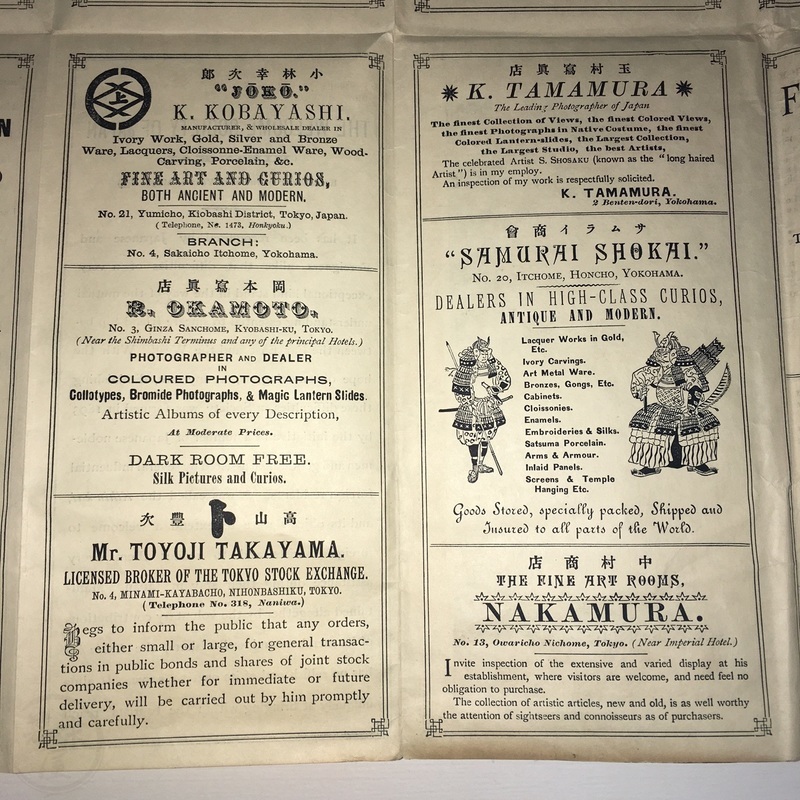 郎次幸林小
上
"JŌKO."
K. KOBAYASHI.
MANUFACTURER, & WHOLESALE DEALER IN
Ivory Work, Gold, Silver and Bronze
Ware, Lacquers, Cloissonne-Enamel Ware, Wood-
Carving, Porcelain, &c.
FINE ART AND CURIOS,
BOTH ANCIENT AND MODERN.
No. 21, Yumicho, Kiobashi District, Tokyo, Japan.
(Telephone, No. 1473, Honkyoku.)
BRANCH:
No. 4, Sakaicho Itchome, Yokohama.
店眞寫本岡
R. OKAMOTO.
No. 3, Ginza Sanchome, Kyobashi-ku, Tokyo.
(Near the Shimbashi Terminus and any of the principal Hotels.)
PHOTOGRAPHER AND DEALER
IN
COLOURED PHOTOGRAPHS,
Collotypes, Bromide Photographs, & Magic Lantern Slides.
Artistic Albums of every Description,
At Moderate Prices.
DARK ROOM FREE.
Silk Pictures and Curios.
次豐卜山高
Mr. TOYOJI TAKAYAMA.
LICENSED BROKER OF THE TOKYO STOCK EXCHANGE.
No. 4, MINAMI-KAYABACHO, NIHONBASHIKU, TOKYO.
(Telephone No. 318, Naniwa.)
Begs to inform the public that any orders,
either small or large, for general transac-
tions in public bonds and shares of joint stock
companies whether for immediate or future
delivery, will be carried out by him promptly
and carefully.
店眞寫村玉
K. TAMAMURA
The Leading Photographer of Japan
The finest Collection of Views, the finest Colored Views,
the finest Photographs in Native Costume, the finest
Colored Lantern-slides, the Largest Collection,
the Largest Studio, the best Artists,
The celebrated Artist S. SHOSAKU (known as the "long haired
Artist") is in my employ.
An inspection of my work is respectfully solicited.
K. TAMAMURA.
2 Benten-dori, Yokohama.
會商イラムサ
"SAMURAI SHOKAI."
No. 20, Itchome, Honcho, Yokohama.
DEALERS IN HIGH-CLASS CURIOS,
ANTIQUE AND MODERN.
Lacquer Works in Gold,
Etc.
Ivory Carvings.
Art Metal Ware.
Bronzes, Gongs, Etc.
Cabinets.
Cloissonies.
Enamels.
Embroideries & Silks.
Satsuma Porcelain.
Arms & Armour.
Inlaid Panels.
Screens & Temple
Hanging Etc.
Goods Stored, specially packed, Shipped and
Insured to all parts of the World.
店商村中
THE FINE ART ROOMS,
NAKAMURA.
No. 13, Owaricho Nichome, Tokyo. (Near Imperial Hotel.)
Invite inspection of the extensive and varied display at his
establishment, where visitors are welcome, and need feel no
obligation to purchase.
The collection of artistic articles, new and old, is as well worthy
the attention of sightseers and connoisseurs as of purchasers.